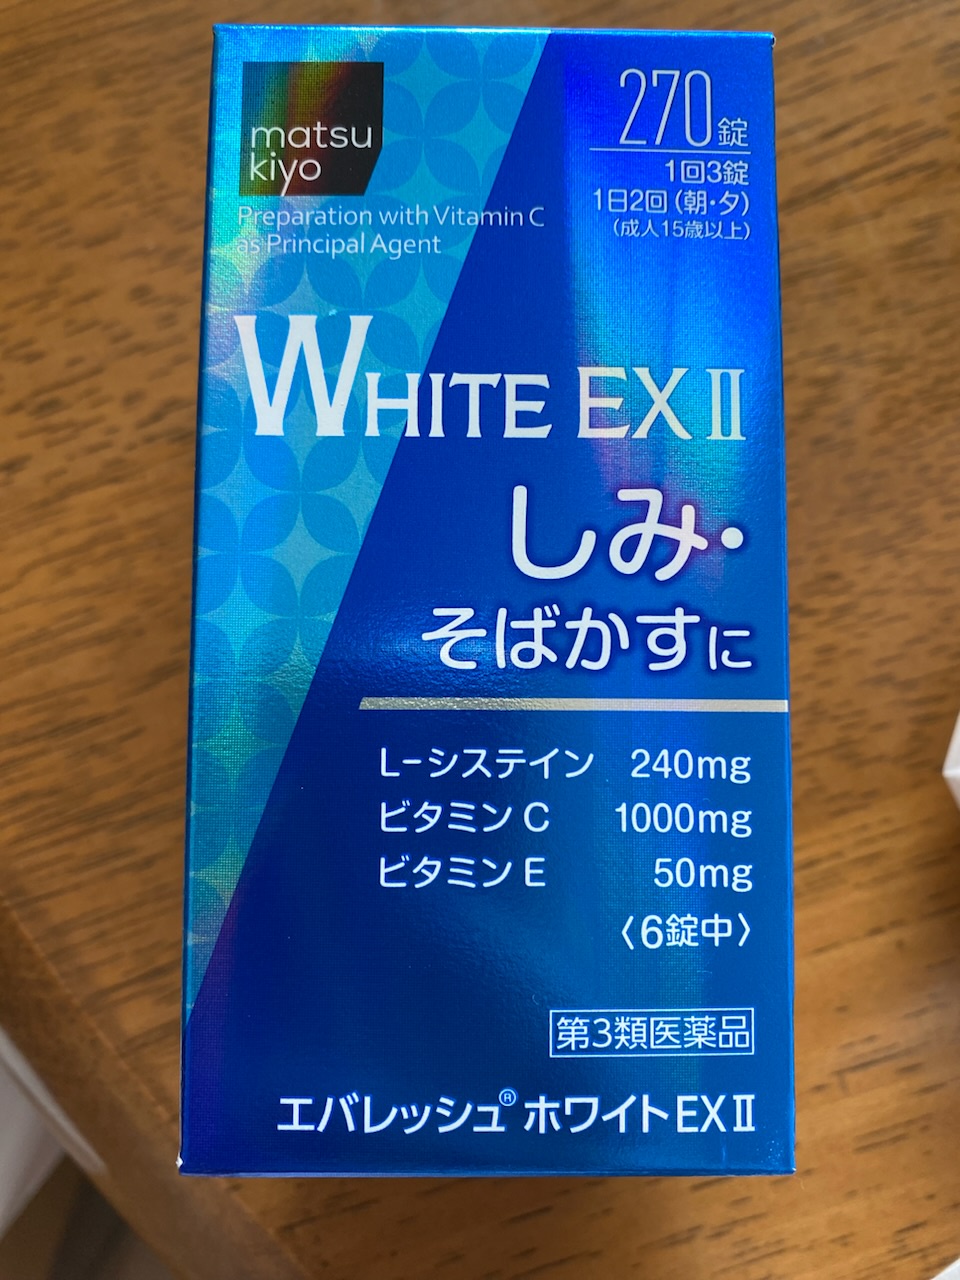 matsu
kiyo
Preparation with Vitamin C
as Principal Agent
270錠
1回3錠
1日2回(朝・夕)
(成人15歳以上)
WHITE EX Ⅱ
しみ・
そばかすに
L-システイン 240mg
ビタミン C 1000mg
ビタミン E 50mg
〈6錠中〉
第3類医薬品
エバレッシュ®ホワイトEXⅡ